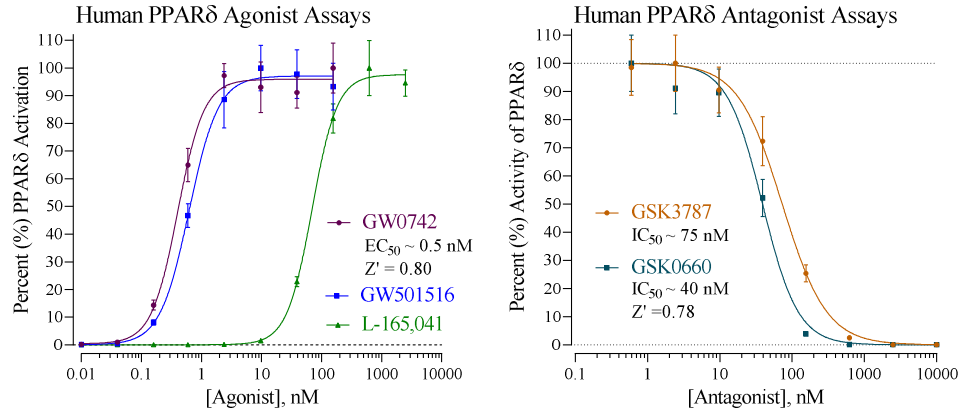 Human PPARδ Agonist Assays
Percent (%) PPARδ Activation
110
100
90
80
70
60
50
40
30
20
10
0
0.01
0.1
1
10
100
1000
10000
[Agonist], nM
GW0742
EC50 ~ 0.5 nM
Z' = 0.80
GW501516
L-165,041
Human PPARδ Antagonist Assays
Percent (%) Activity of PPARδ
110
100
90
80
70
60
50
40
30
20
10
0
0.1
1
10
100
1000
10000
[Antagonist], nM
GSK3787
IC50 ~ 75 nM
GSK0660
IC50 ~ 40 nM
Z' =0.78